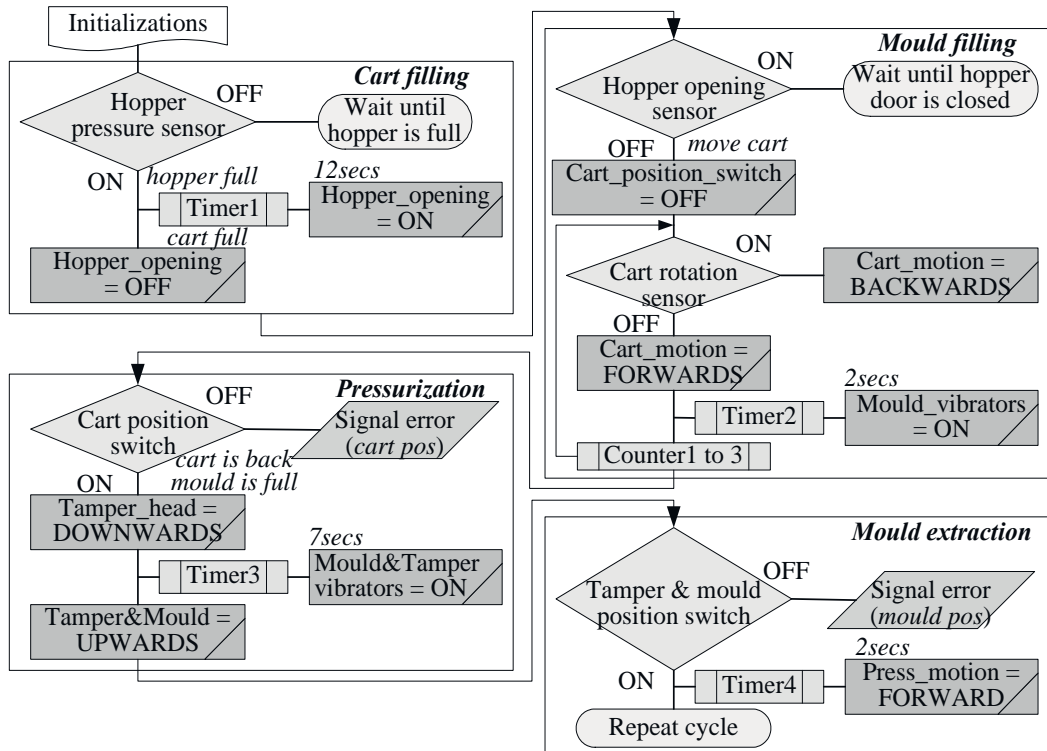 Initializations
Cart filling
Hopper
pressure sensor
OFF
Wait until
hopper is full
ON
hopper full
12secs
Timer1
Hopper_opening
= ON
cart full
Hopper_opening
= OFF
Mould filling
Hopper opening
sensor
ON
Wait until hopper
door is closed
OFF
move cart
Cart_position_switch
= OFF
ON
Cart rotation
sensor
Cart_motion =
BACKWARDS
OFF
Cart_motion =
FORWARDS
2secs
Timer2
Mould_vibrators
= ON
Counter1 to 3
Pressurization
OFF
Cart position
switch
Signal error
(cart pos)
cart is back
mould is full
ON
Tamper_head =
DOWNWARDS
7secs
Timer3
Mould&Tamper
vibrators = ON
Tamper&Mould =
UPWARDS
Mould extraction
OFF
Tamper & mould
position switch
Signal error
(mould pos)
2secs
ON
Timer4
Press_motion =
FORWARD
Repeat cycle